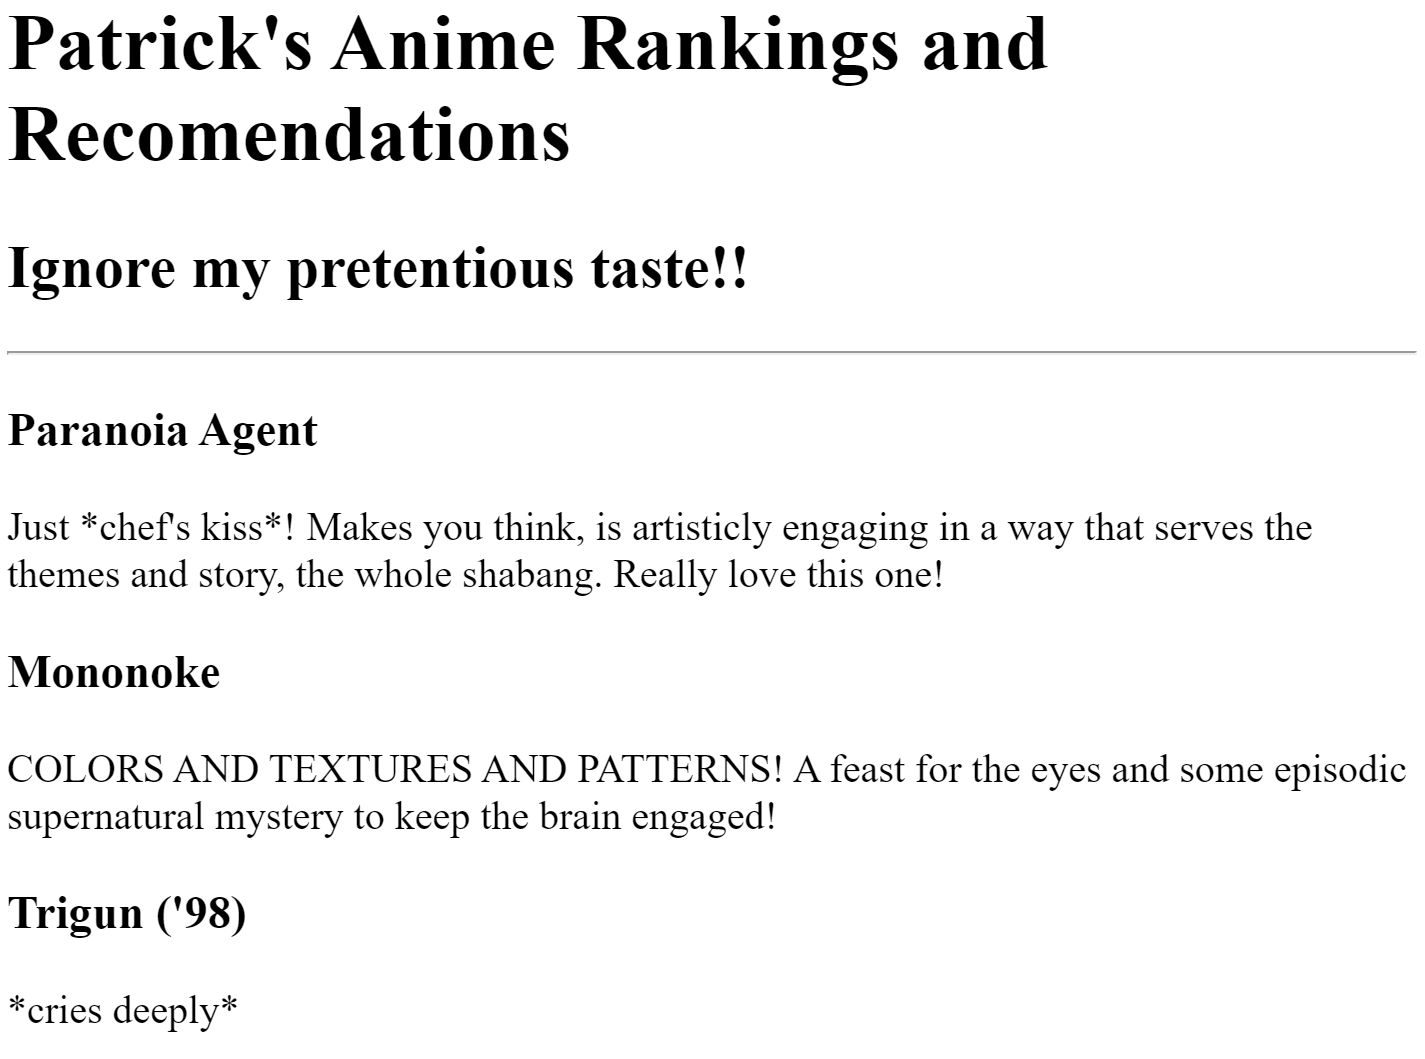 Patrick's Anime Rankings and
Recomendations
Ignore my pretentious taste!!
Paranoia Agent
Just *chef's kiss*! Makes you think, is artisticly engaging in a way that serves the
themes and story, the whole shabang. Really love this one!
Mononoke
COLORS AND TEXTURES AND PATTERNS! A feast for the eyes and some episodic
supernatural mystery to keep the brain engaged!
Trigun ('98)
*cries deeply*